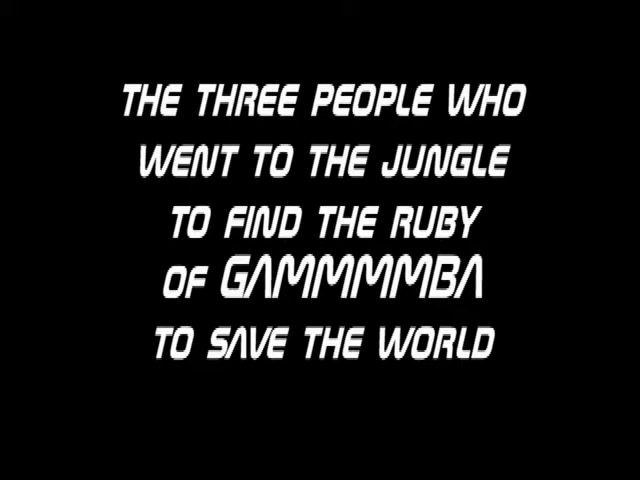 THE THREE PEOPLE WHO
WENT TO THE JUNGLE
TO FIND THE RUBY
OF GAMMMMBA
TO SAVE THE WORLD